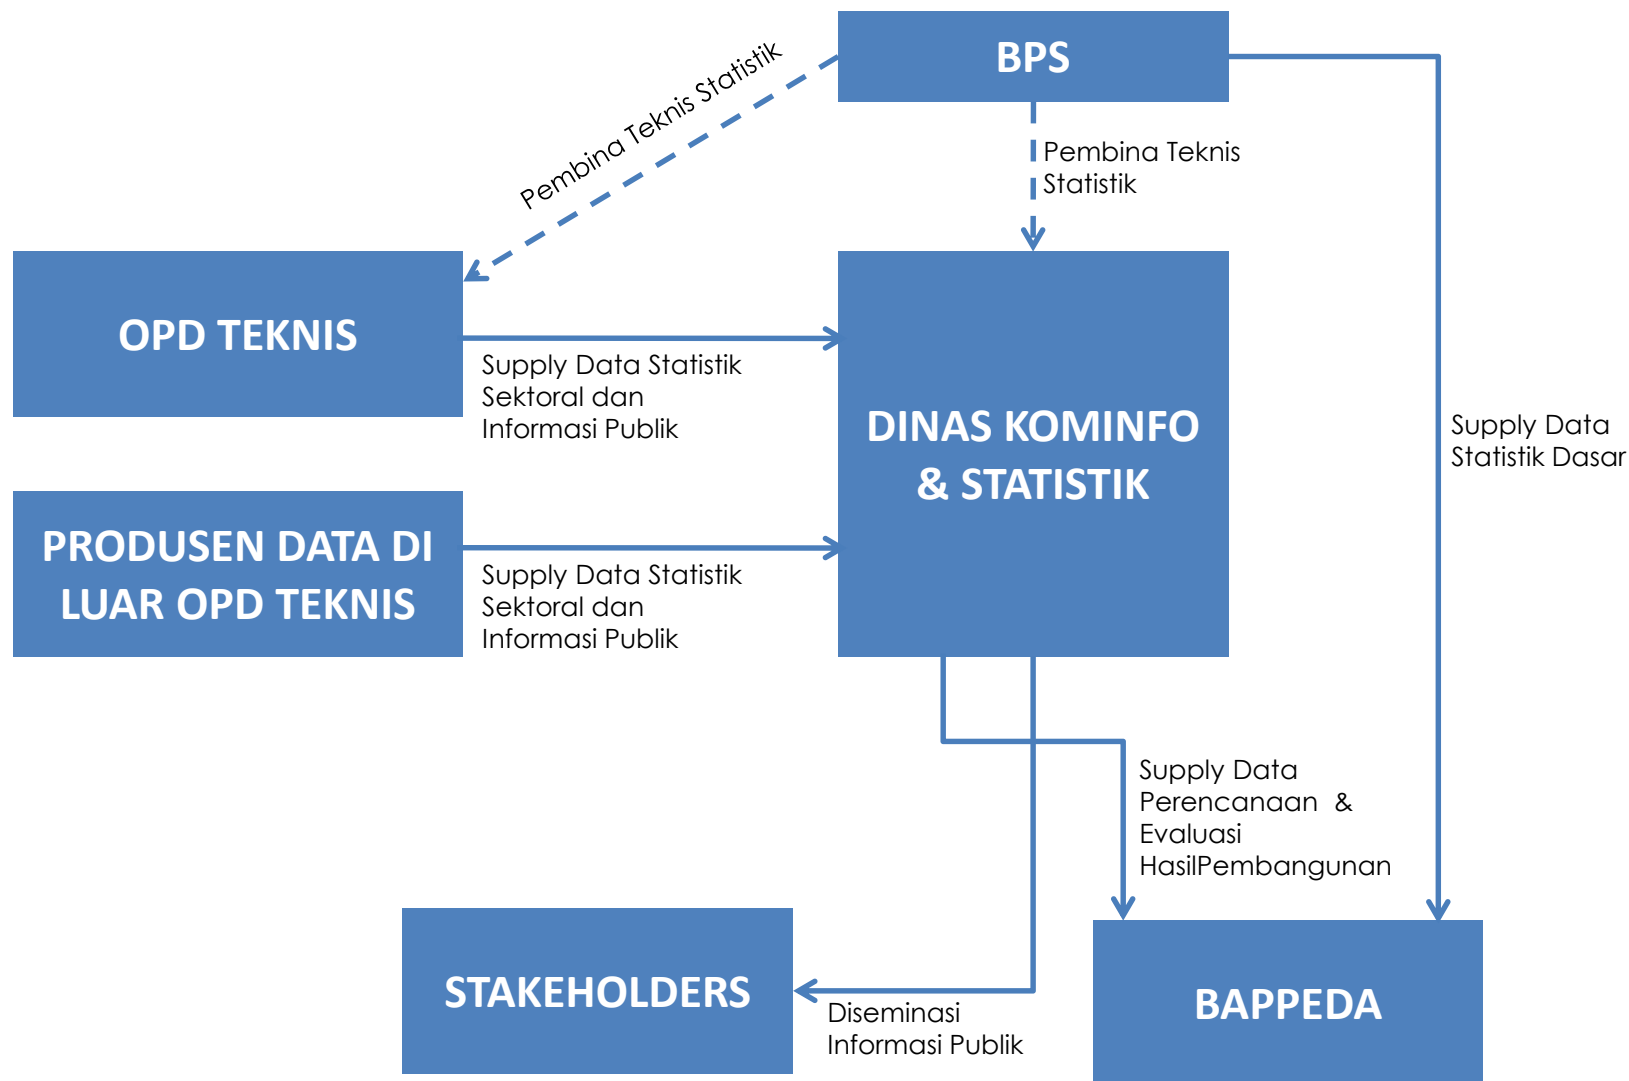 BPS
Pembina Teknis Statistik
Pembina Teknis
Statistik
OPD TEKNIS
Supply Data Statistik
Sektoral dan
Informasi Publik
DINAS KOMINFO
& STATISTIK
Supply Data
Statistik Dasar
PRODUSEN DATA DI
LUAR OPD TEKNIS
Supply Data Statistik
Sektoral dan
Informasi Publik
Supply Data
Perencanaan  &
Evaluasi
HasilPembangunan
STAKEHOLDERS
Diseminasi
Informasi Publik
BAPPEDA